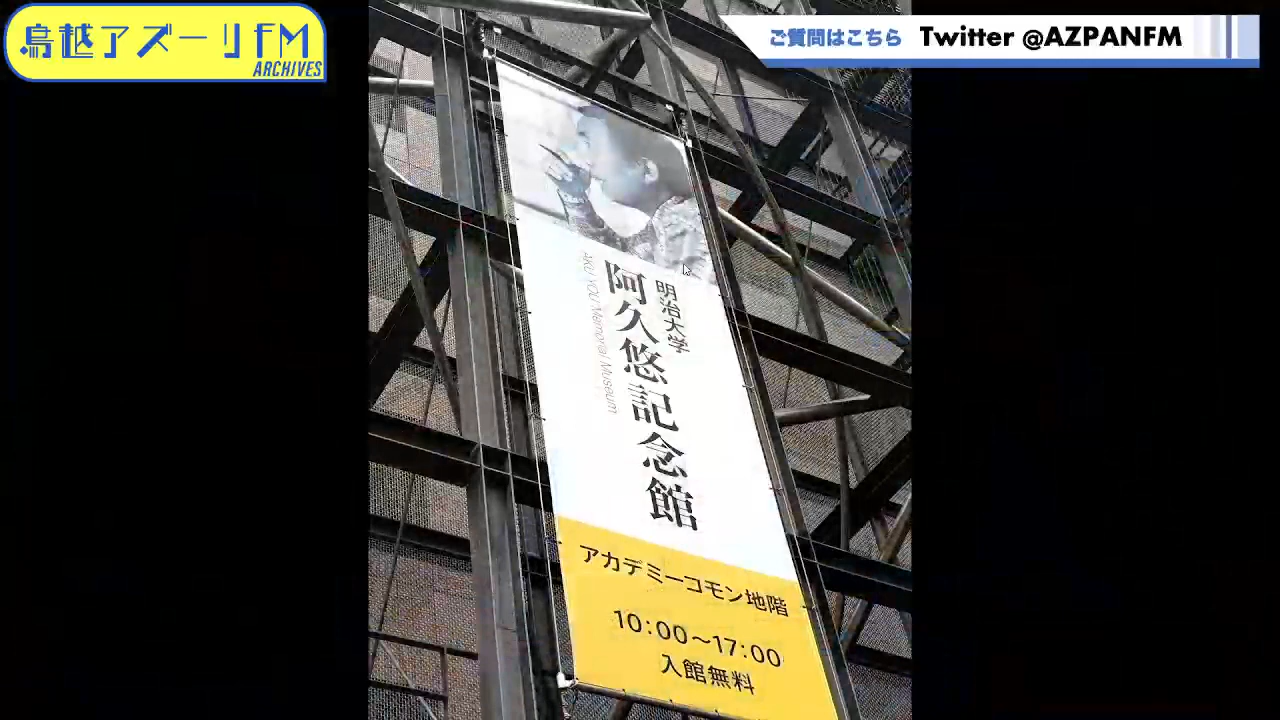 鳥越アズーリFM
ARCHIVES
ご質問はこちら Twitter @AZPANFM
明治大学
阿久悠記念館
AKU YOU Memorial Museum
アカデミーコモン地階
10:00～17:00
入館無料